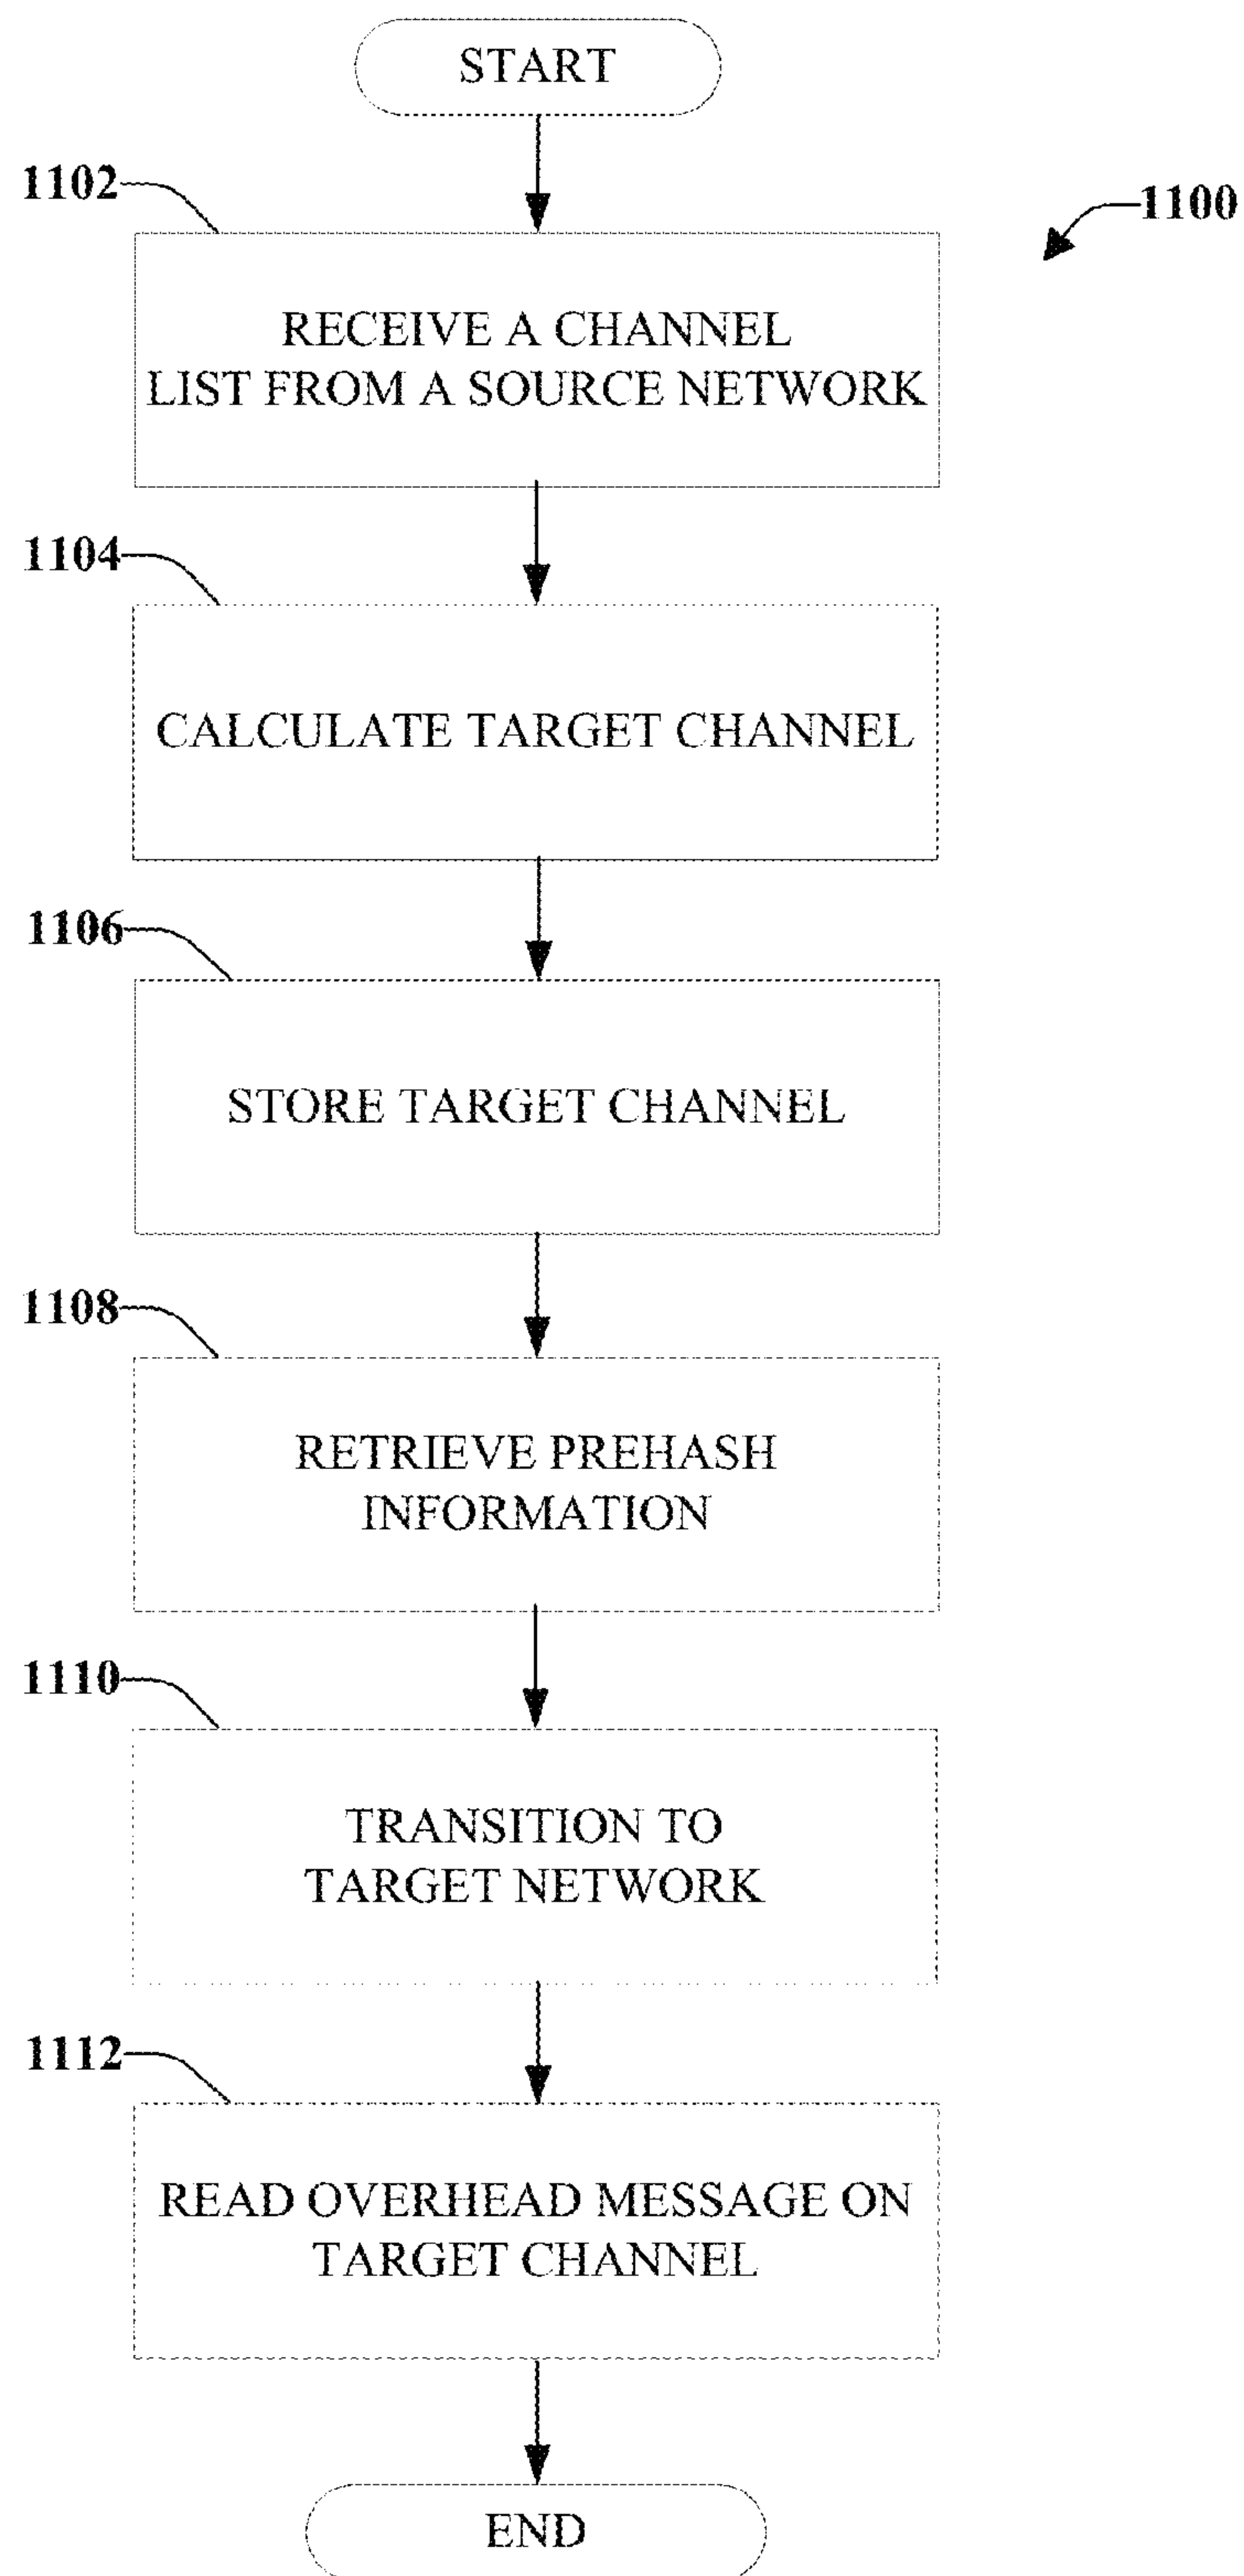 START
1102
1100
RECEIVE A CHANNEL
LIST FROM A SOURCE NETWORK
1104
CALCULATE TARGET CHANNEL
1106
STORE TARGET CHANNEL
1108
RETRIEVE PREHASH
INFORMATION
1110
TRANSITION TO
TARGET NETWORK
1112
READ OVERHEAD MESSAGE ON
TARGET CHANNEL
END